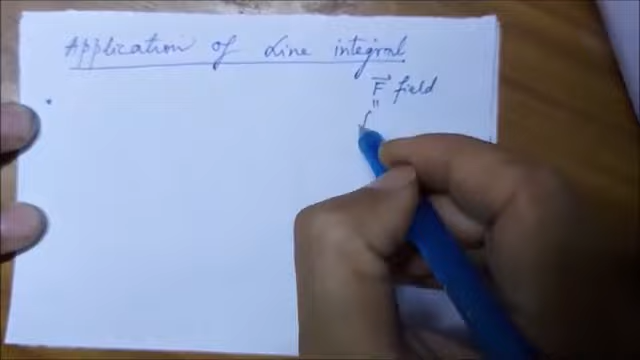 Application of Line integral
F⃗ field
"
f